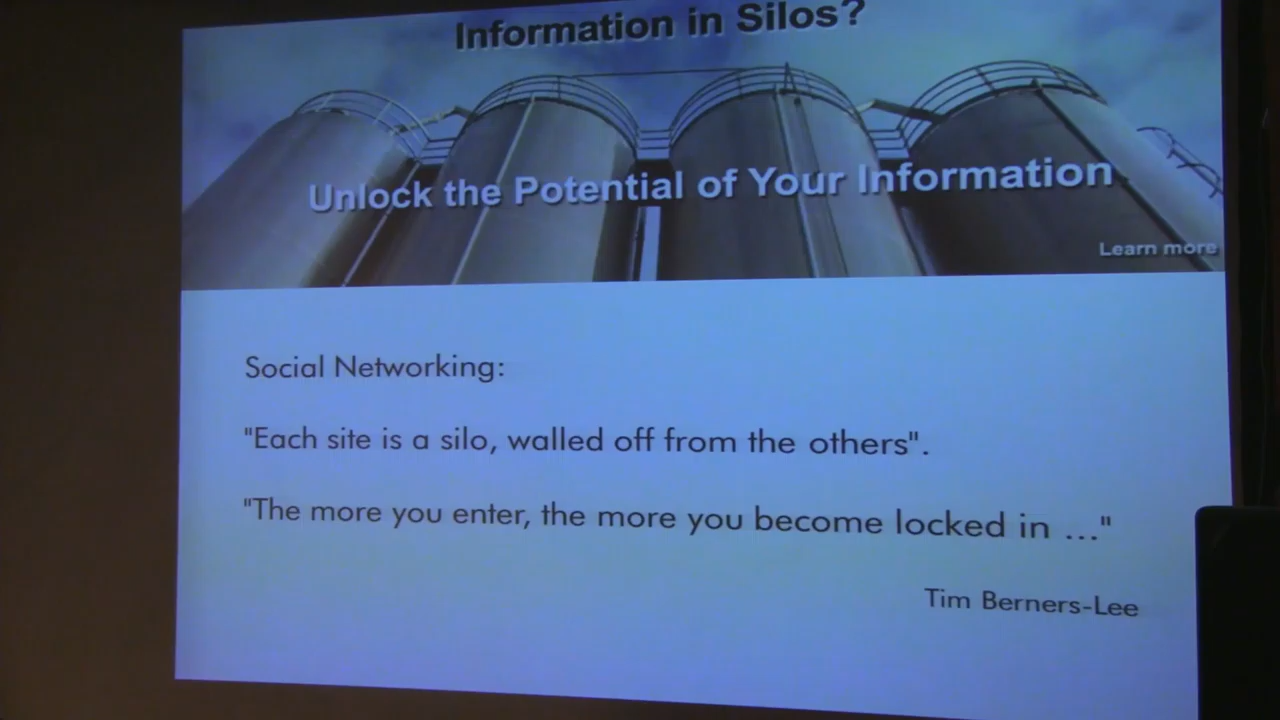 Information in Silos?
Unlock the Potential of Your Information
Learn more
Social Networking:
"Each site is a silo, walled off from the others".
"The more you enter, the more you become locked in ..."
Tim Berners-Lee